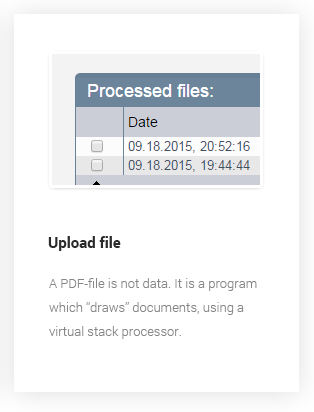 Processed files:
Date
09.18.2015, 20:52:16
09.18.2015, 19:44:44
Upload file
A PDF-file is not data. It is a program
which “draws” documents, using a
virtual stack processor.